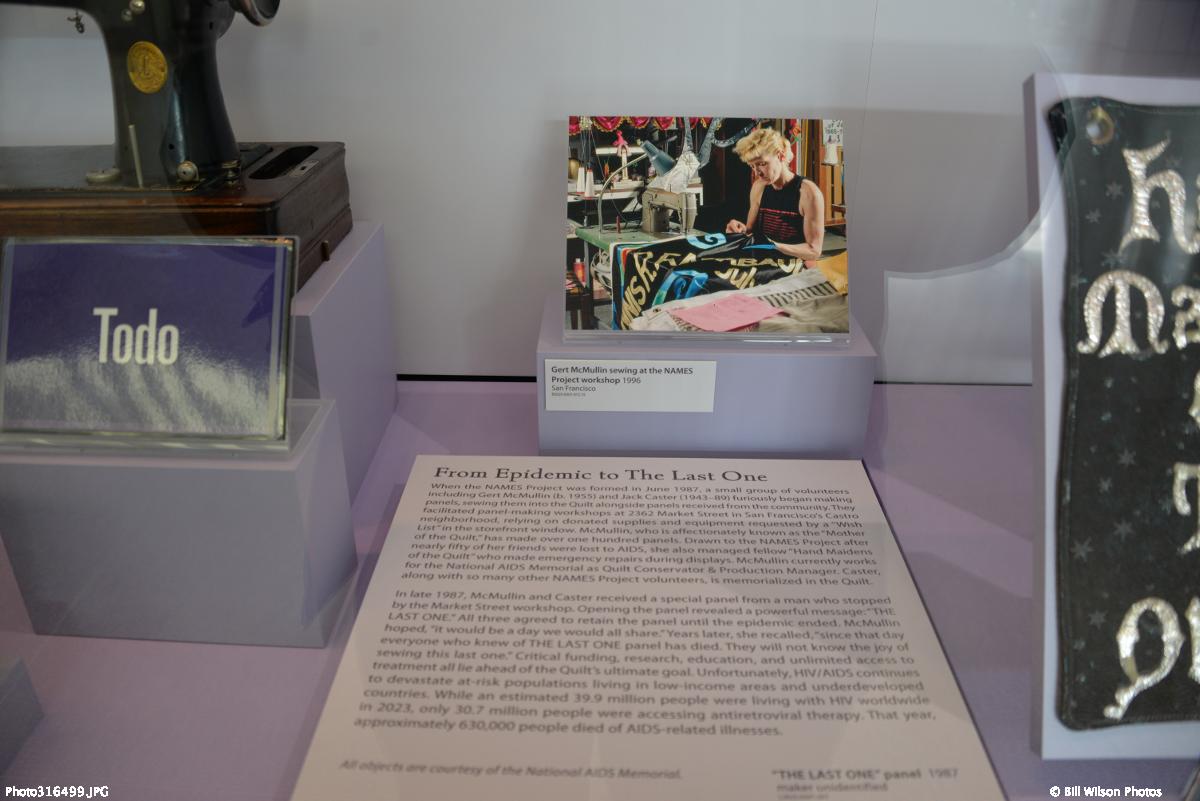 Todo
Gert McMullin sewing at the NAMES
Project workshop 1996
San Francisco
From Epidemic to The Last One
When the NAMES Project was formed in June 1987, a small group of volunteers
including Gert McMullin (b. 1955) and Jack Caster (1943–89) furiously began making
panels, sewing them into the Quilt alongside panels received from the community. They
facilitated panel-making workshops at 2362 Market Street in San Francisco's Castro
neighborhood, relying on donated supplies and equipment requested by a "Wish
List" in the storefront window. McMullin, who is affectionately known as the "Mother
of the Quilt," has made over one hundred panels. Drawn to the NAMES Project after
nearly fifty of her friends were lost to AIDS, she also managed fellow "Hand Maidens
of the Quilt" who made emergency repairs during displays. McMullin currently works
for the National AIDS Memorial as Quilt Conservator & Production Manager. Caster,
along with so many other NAMES Project volunteers, is memorialized in the Quilt.
In late 1987, McMullin and Caster received a special panel from a man who stopped
by the Market Street workshop. Opening the panel revealed a powerful message: "THE
LAST ONE." All three agreed to retain the panel until the epidemic ended. McMullin
hoped, "it would be a day we would all share." Years later, she recalled, "since that day
everyone who knew of THE LAST ONE panel has died. They will not know the joy of
sewing this last one." Critical funding, research, education, and unlimited access to
treatment all lie ahead of the Quilt's ultimate goal. Unfortunately, HIV/AIDS continues
to devastate at-risk populations living in low-income areas and underdeveloped
countries. While an estimated 39.9 million people were living with HIV worldwide
in 2023, only 30.7 million people were accessing antiretroviral therapy. That year,
approximately 630,000 people died of AIDS-related illnesses.
All objects are courtesy of the National AIDS Memorial.
"THE LAST ONE" panel 1987
maker unidentified
Photo316499.JPG
© Bill Wilson Photos